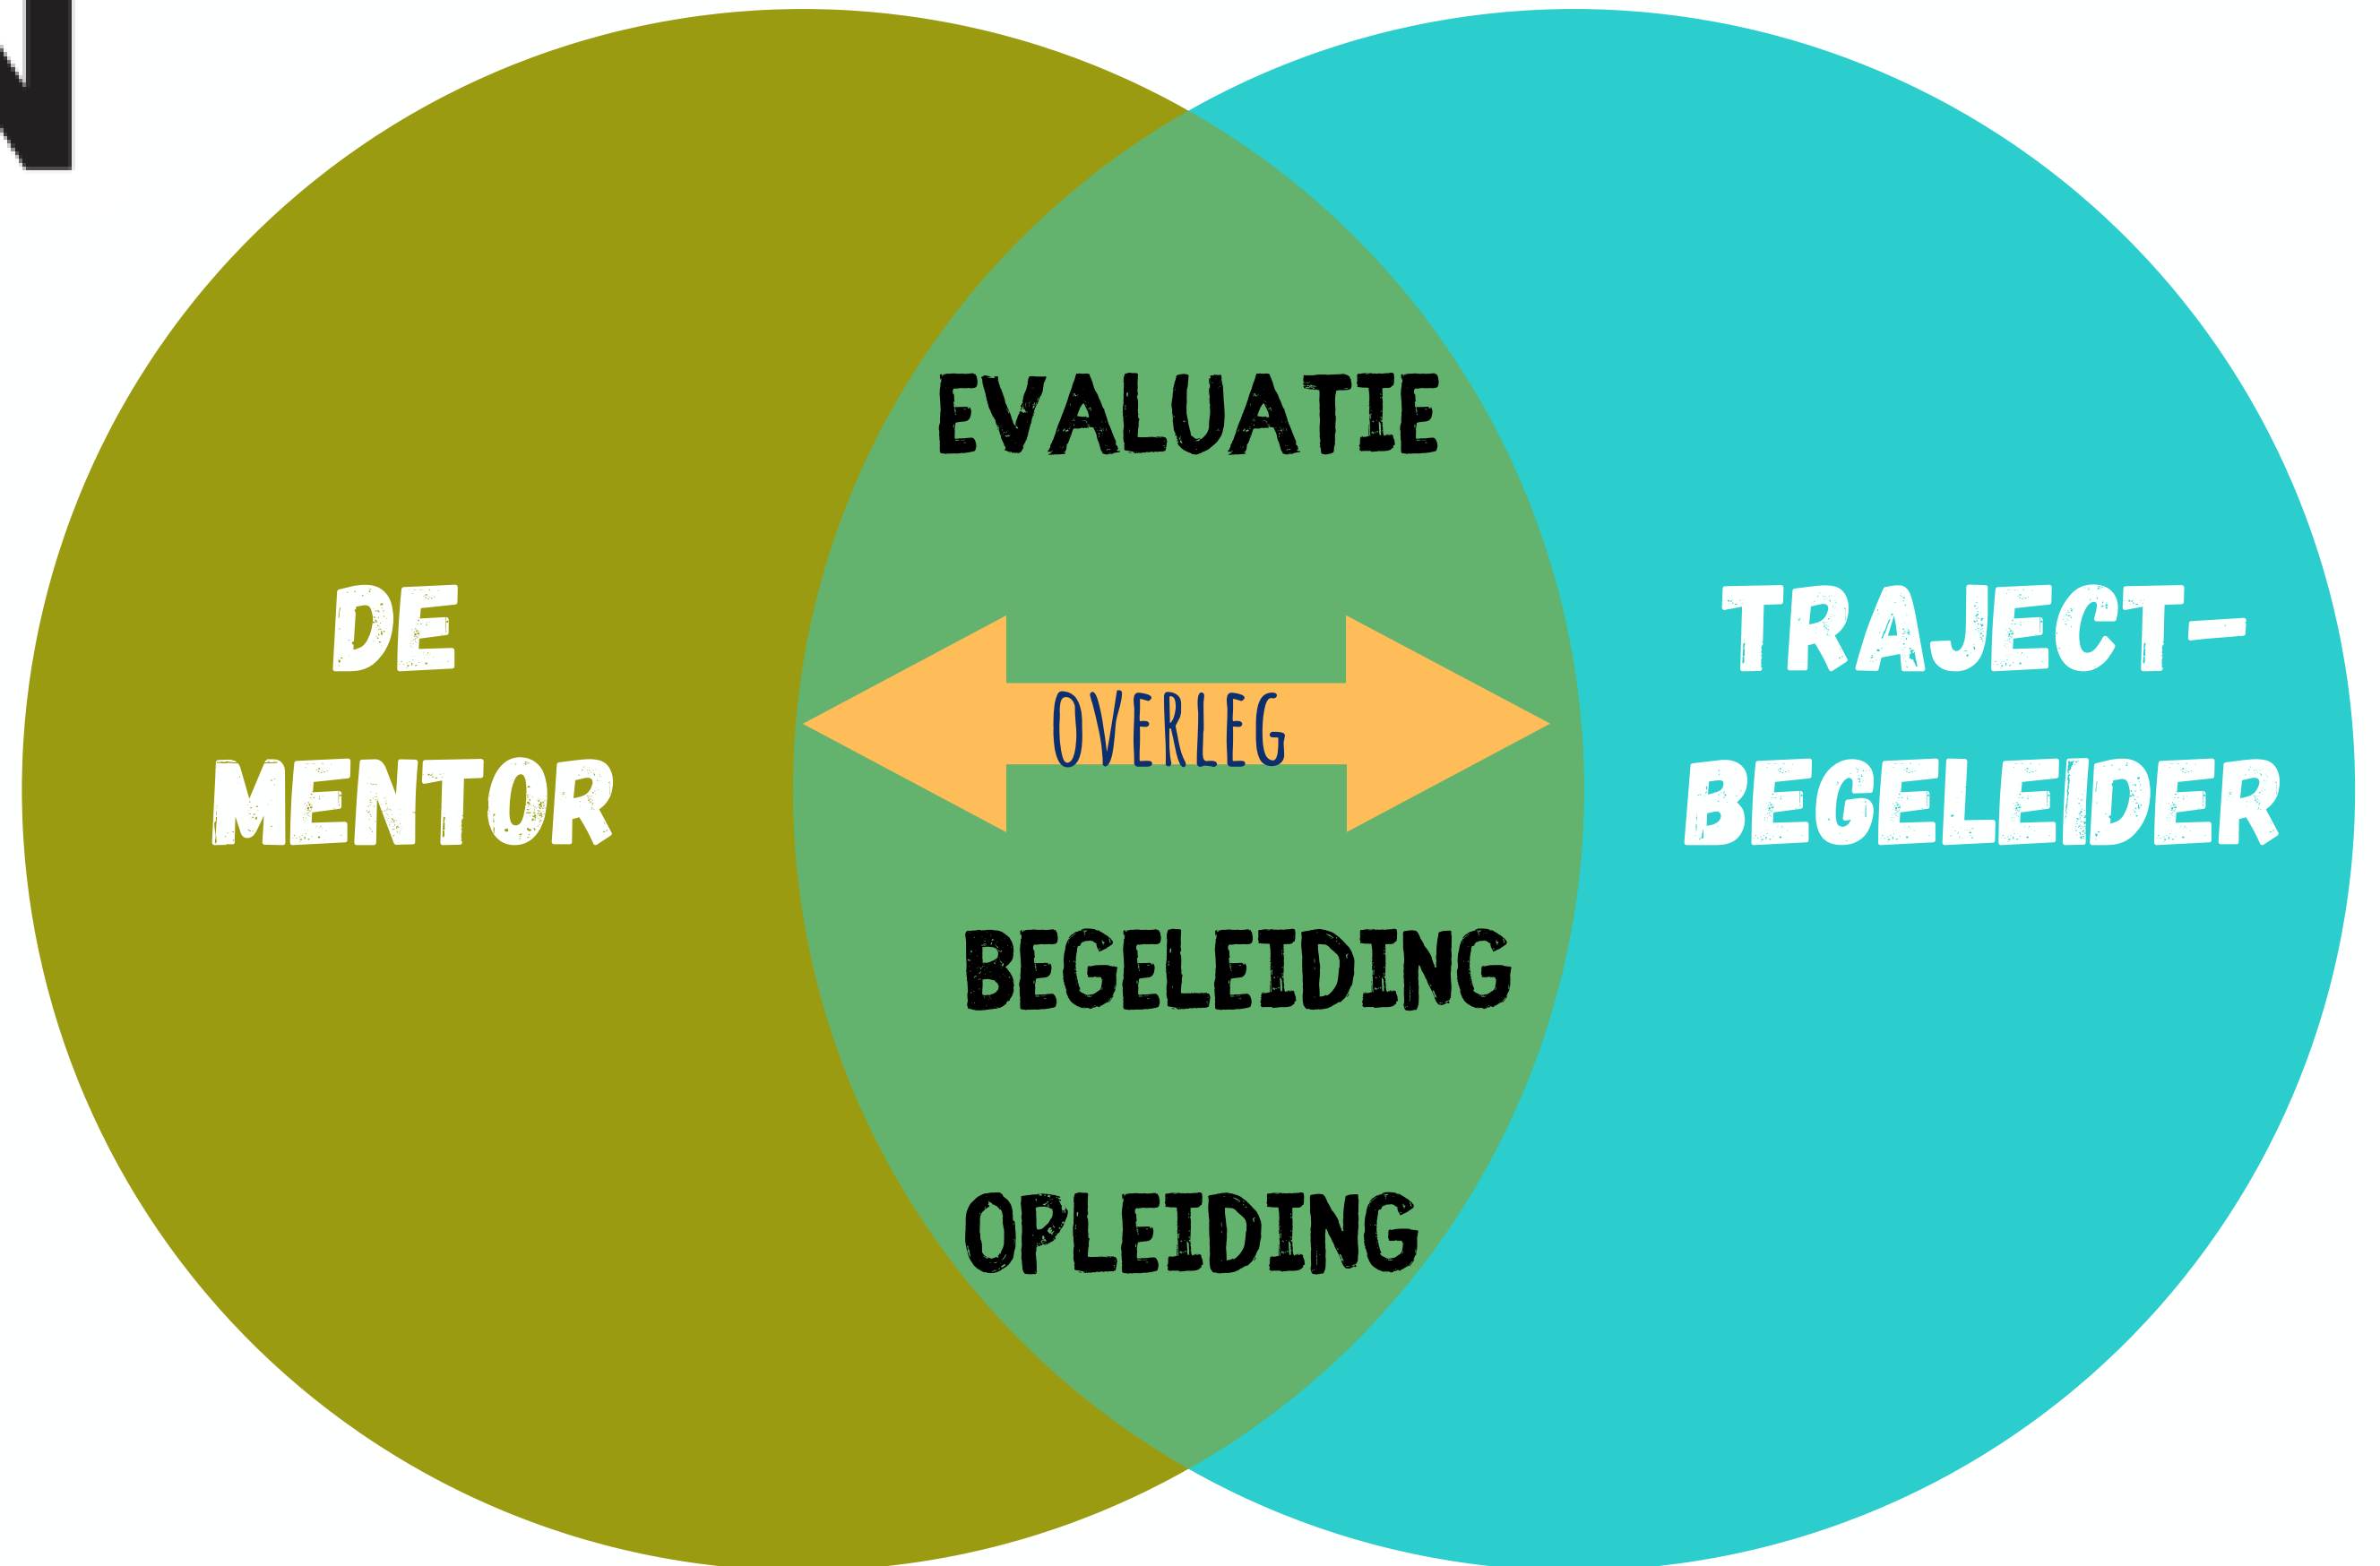 N
EVALUATIE
DE
MENTOR
OVERLEG
TRAJECT-
BEGELEIDER
BEGELEIDING
OPLEIDING